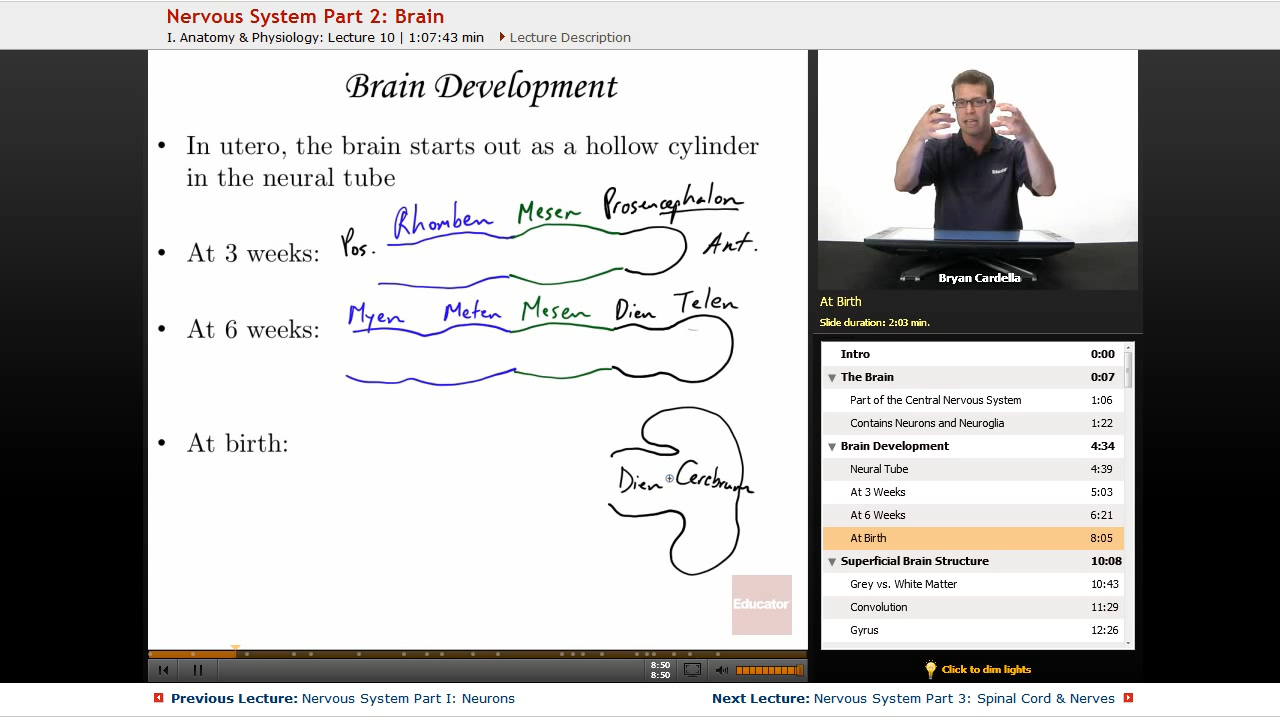 Nervous System Part 2: Brain
I. Anatomy & Physiology: Lecture 10 | 1:07:43 min
Lecture Description
Brain Development
• In utero, the brain starts out as a hollow cylinder
in the neural tube
Rhomben Mesen Prosencephalon
• At 3 weeks: Pos. Ant.
Myen Meten Mesen Dien Telen
• At 6 weeks:
• At birth:
Dien Cerebrum
Educator
8:50
8:50
Educator
Bryan Cardella
At Birth
Slide duration: 2:03 min.
Intro 0:00
The Brain 0:07
Part of the Central Nervous System 1:06
Contains Neurons and Neuroglia 1:22
Brain Development 4:34
Neural Tube 4:39
At 3 Weeks 5:03
At 6 Weeks 6:21
At Birth 8:05
Superficial Brain Structure 10:08
Grey vs. White Matter 10:43
Convolution 11:29
Gyrus 12:26
Click to dim lights
Previous Lecture: Nervous System Part I: Neurons
Next Lecture: Nervous System Part 3: Spinal Cord & Nerves